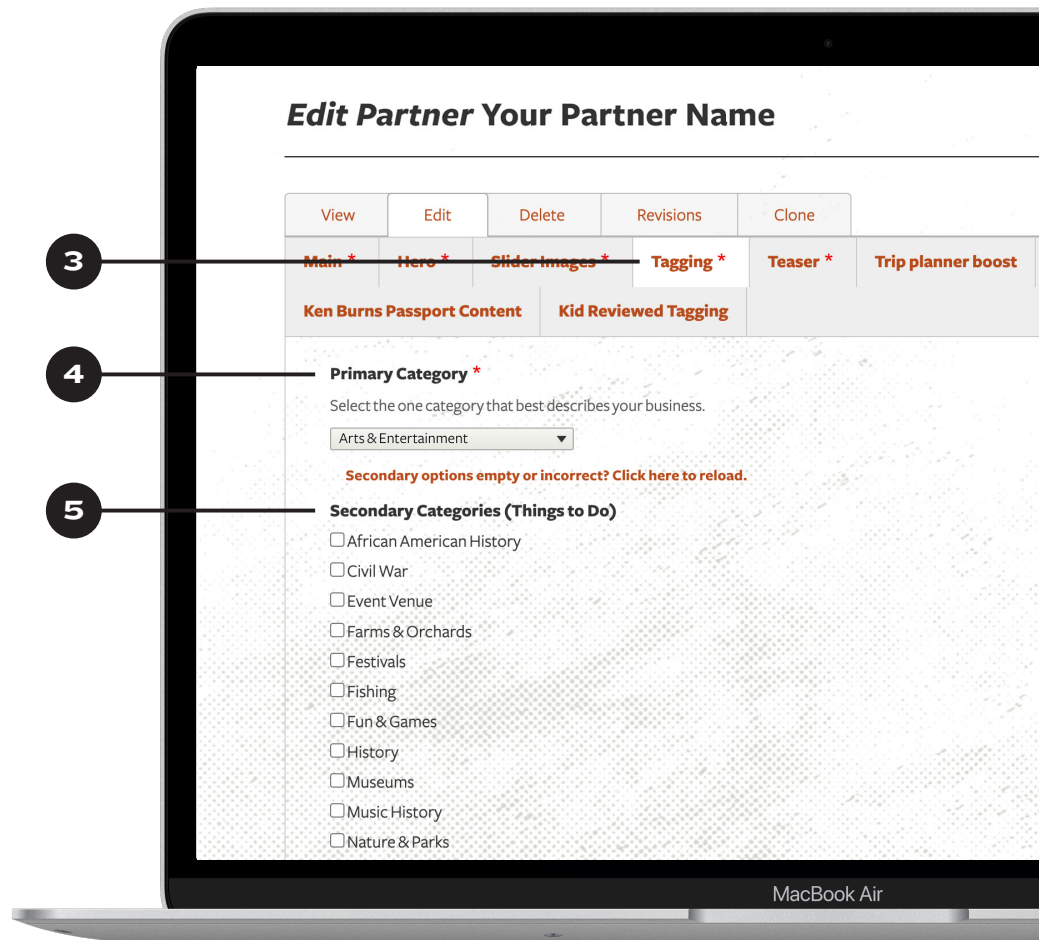 Edit Partner Your Partner Name
View Edit Delete Revisions Clone
3 Main * Hero * Slider Images * Tagging * Teaser * Trip planner boost
Ken Burns Passport Content Kid Reviewed Tagging
4 Primary Category *
Select the one category that best describes your business.
Arts & Entertainment
Secondary options empty or incorrect? Click here to reload.
5 Secondary Categories (Things to Do)
African American History
Civil War
Event Venue
Farms & Orchards
Festivals
Fishing
Fun & Games
History
Museums
Music History
Nature & Parks
MacBook Air